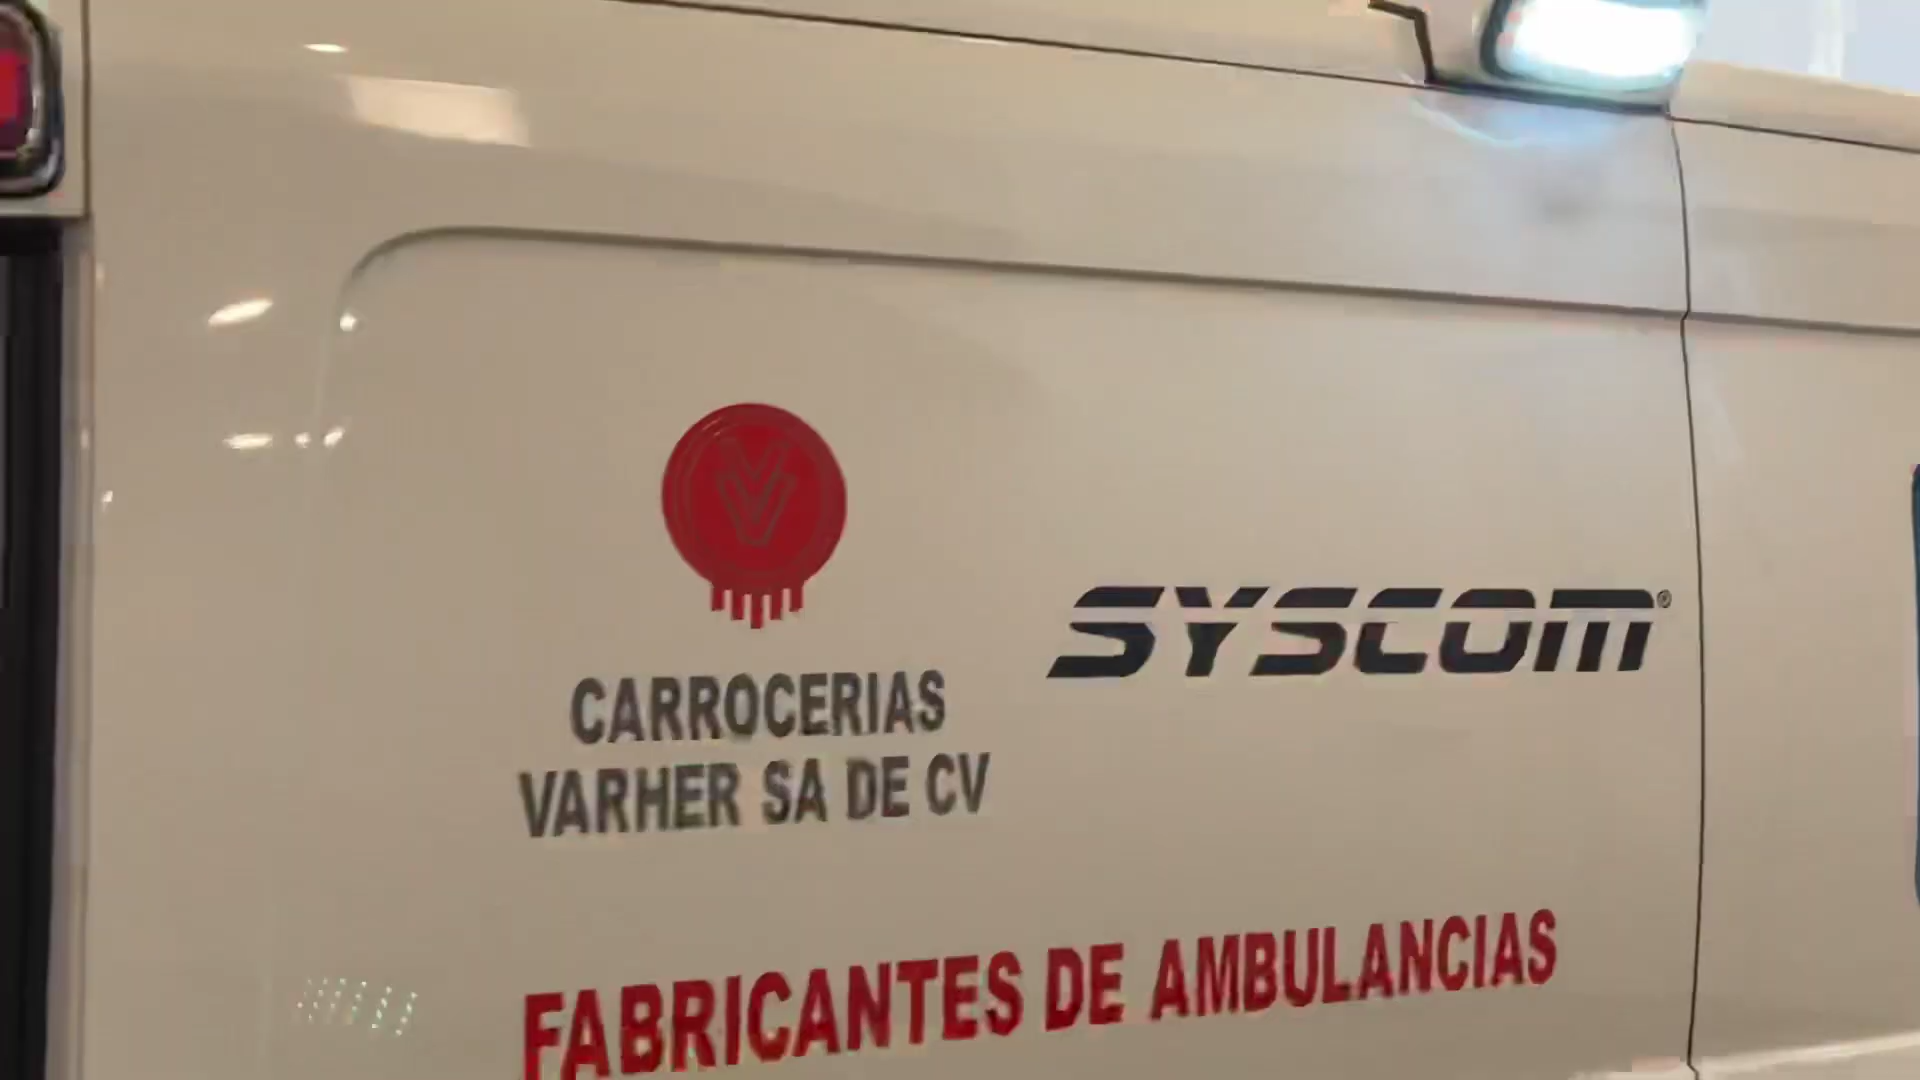 CARROCERIAS
VARHER SA DE CV
SYSCOM®
FABRICANTES DE AMBULANCIAS